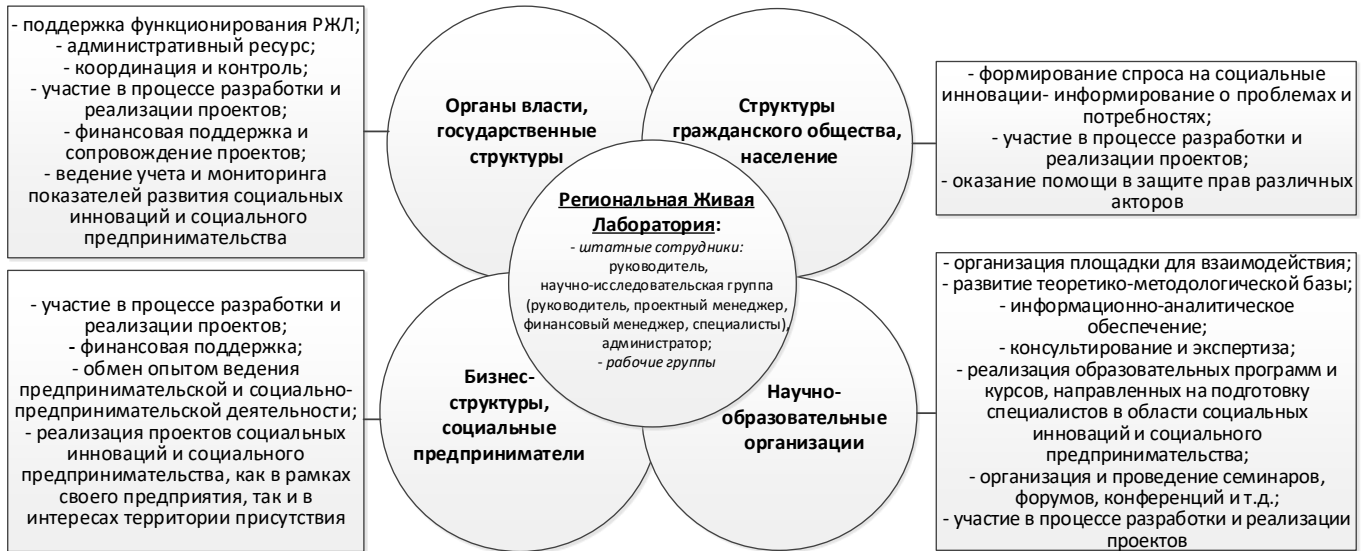 - поддержка функционирования РЖЛ;
- административный ресурс;
- координация и контроль;
- участие в процессе разработки и
реализации проектов;
- финансовая поддержка и
сопровождение проектов;
- ведение учета и мониторинга
показателей развития социальных
инноваций и социального
предпринимательства
Органы власти,
государственные
структуры
Структуры
гражданского общества,
население
- формирование спроса на социальные
инновации- информирование о проблемах и
потребностях;
- участие в процессе разработки и
реализации проектов;
- оказание помощи в защите прав различных
акторов
Региональная Живая
Лаборатория:
- штатные сотрудники:
руководитель,
научно-исследовательская группа
(руководитель, проектный менеджер,
финансовый менеджер, специалисты),
администратор;
- рабочие группы
- участие в процессе разработки и
реализации проектов;
- финансовая поддержка;
- обмен опытом ведения
предпринимательской и социально-
предпринимательской деятельности;
- реализация проектов социальных
инноваций и социального
предпринимательства, как в рамках
своего предприятия, так и в
интересах территории присутствия
Бизнес-
структуры,
социальные
предприниматели
Научно-
образовательные
организации
- организация площадки для взаимодействия;
- развитие теоретико-методологической базы;
- информационно-аналитическое
обеспечение;
- консультирование и экспертиза;
- реализация образовательных программ и
курсов, направленных на подготовку
специалистов в области социальных
инноваций и социального
предпринимательства;
- организация и проведение семинаров,
форумов, конференций и т.д.;
- участие в процессе разработки и реализации
проектов